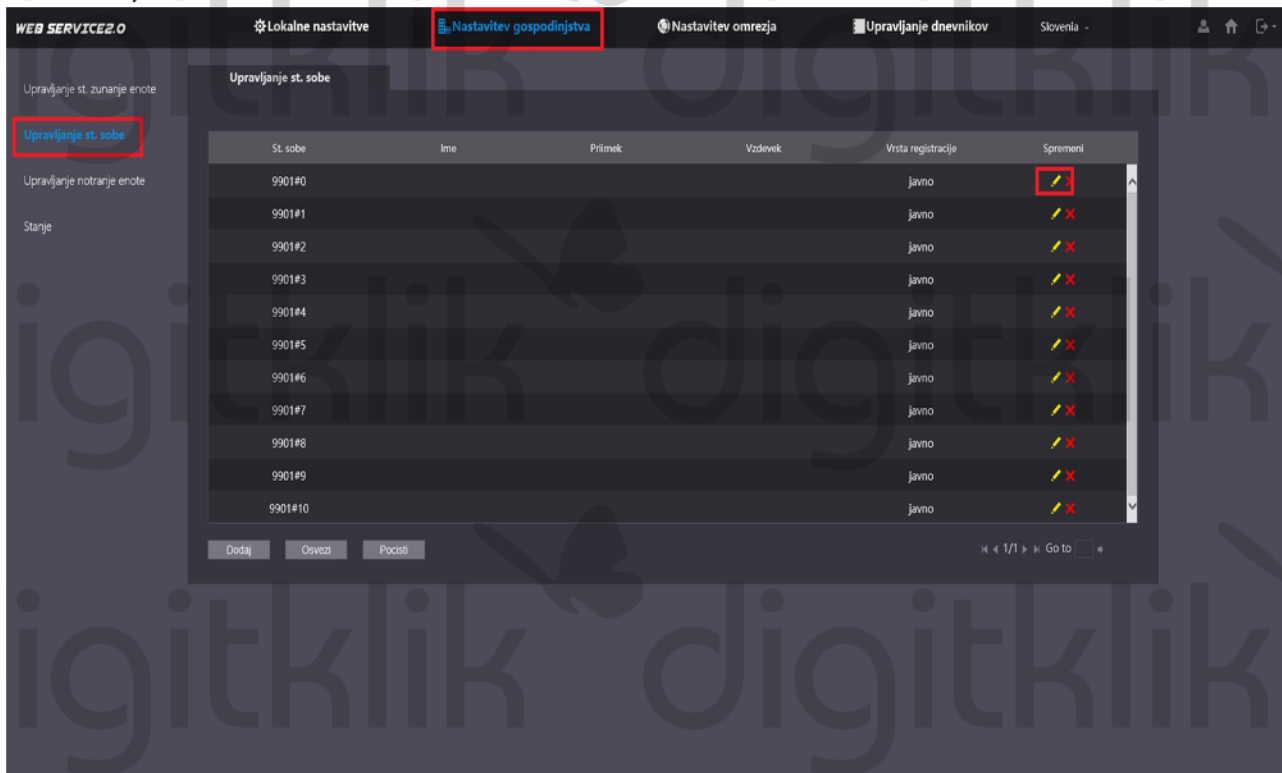 WEB SERVICE2.0 Lokalne nastavitve Nastavitev gospodinjstva Nastavitev omrezja Upravljanje dnevnikov Slovenia
Upravljanje st. zunanje enote
Upravljanje st. sobe
Upravljanje notranje enote
Stanje
Upravljanje st. sobe
St. sobe Ime Priimek Vzdevek Vrsta registracije Spremeni
9901#0 javno
9901#1 javno
9901#2 javno
9901#3 javno
9901#4 javno
9901#5 javno
9901#6 javno
9901#7 javno
9901#8 javno
9901#9 javno
9901#10 javno
Dodaj Osvezi Pocisti 1/1 Go to
digitklik